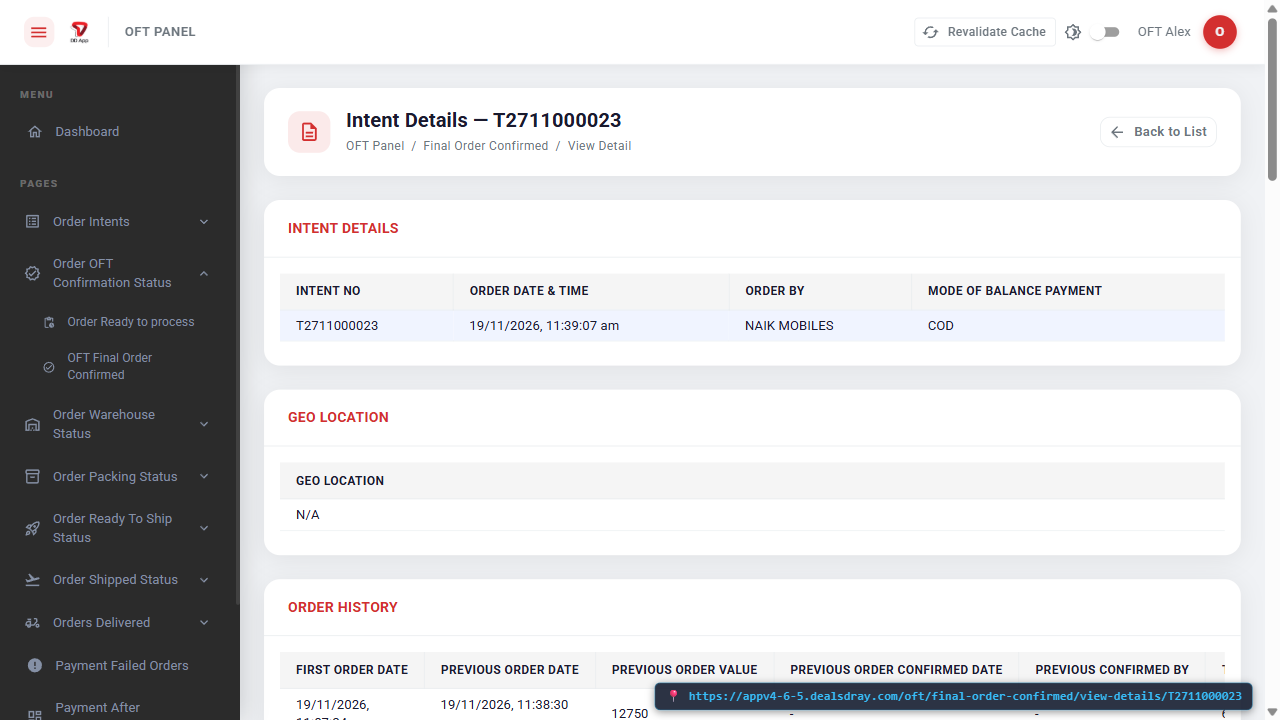 DD App
OFT PANEL
Revalidate Cache
OFT Alex
O
MENU
Dashboard
PAGES
Order Intents
Order OFT
Confirmation Status
Order Ready to process
OFT Final Order
Confirmed
Order Warehouse
Status
Order Packing Status
Order Ready To Ship
Status
Order Shipped Status
Orders Delivered
Payment Failed Orders
Payment After
Intent Details — T2711000023
OFT Panel / Final Order Confirmed / View Detail
Back to List
INTENT DETAILS
INTENT NO ORDER DATE & TIME ORDER BY MODE OF BALANCE PAYMENT
T2711000023 19/11/2026, 11:39:07 am NAIK MOBILES COD
GEO LOCATION
GEO LOCATION
N/A
ORDER HISTORY
FIRST ORDER DATE PREVIOUS ORDER DATE PREVIOUS ORDER VALUE PREVIOUS ORDER CONFIRMED DATE PREVIOUS CONFIRMED BY
19/11/2026, 19/11/2026, 11:38:30
12750 - -
https://appv4-6-5.dealsdray.com/oft/final-order-confirmed/view-details/T2711000023